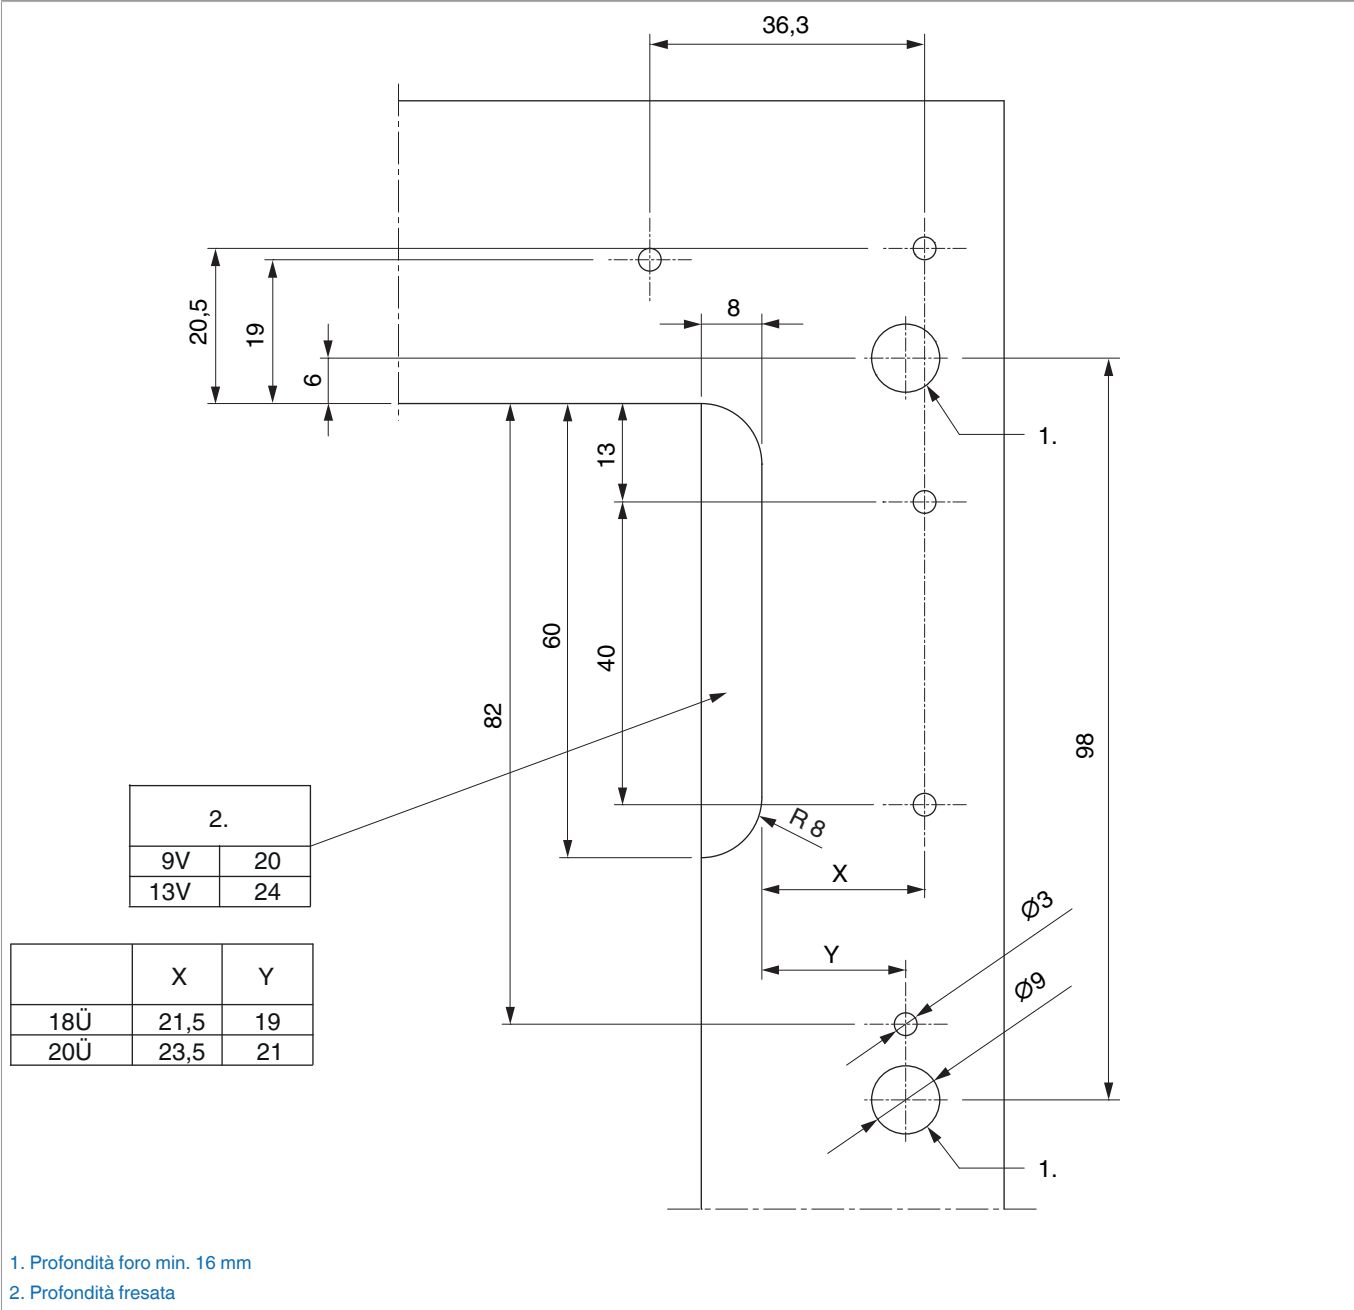 36,3
20,5
19
6
8
1.
13
60
40
82
98
R 8
X
Y
Ø3
Ø9
1.
2.
9V 20
13V 24
X Y
18Ü 21,5 19
20Ü 23,5 21
1. Profondità foro min. 16 mm
2. Profondità fresata